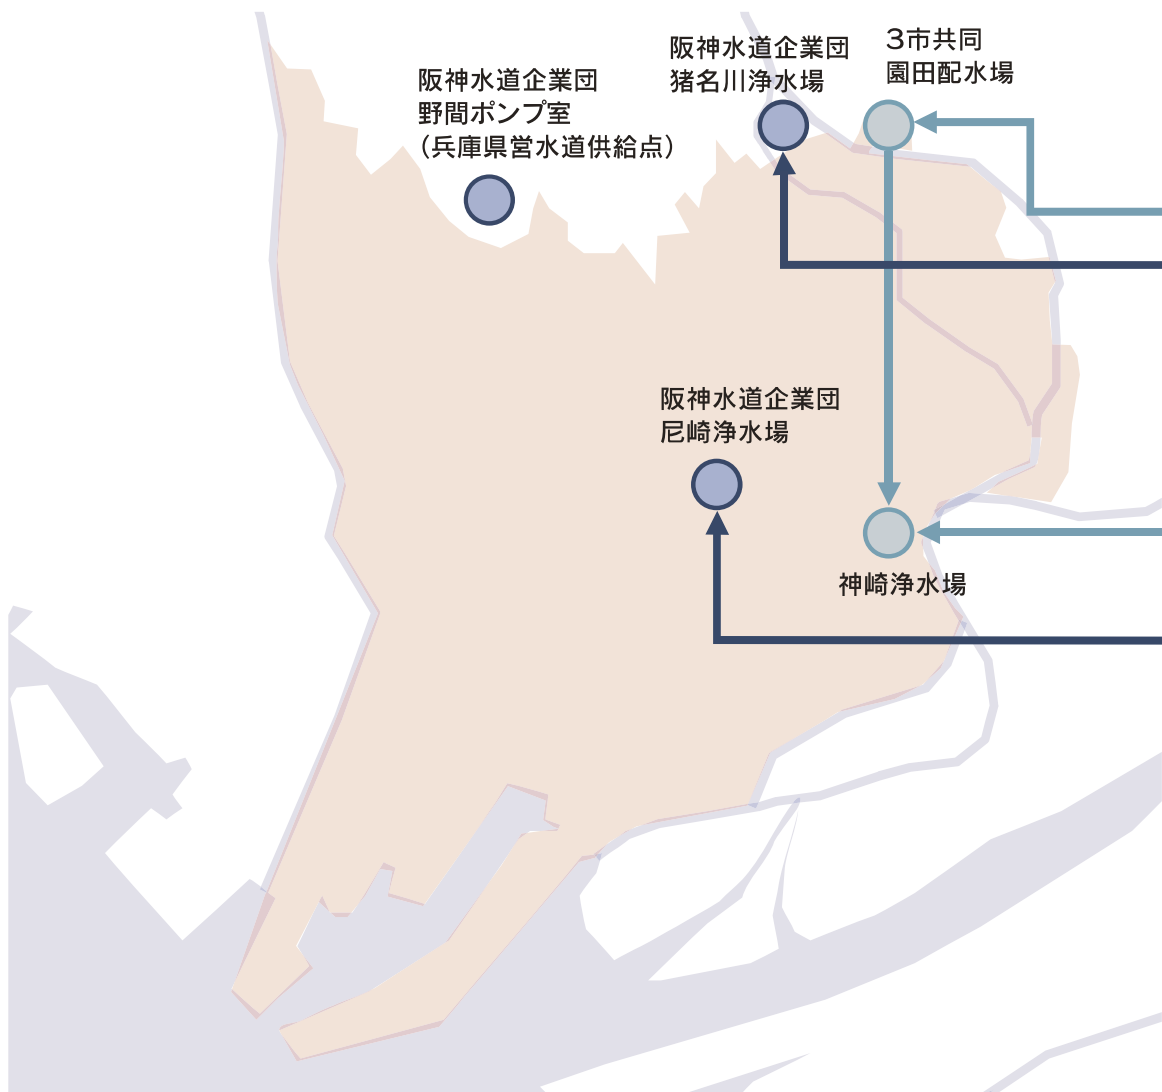 3市共同
園田配水場
阪神水道企業団
猪名川浄水場
阪神水道企業団
野間ポンプ室
（兵庫県営水道供給点）
阪神水道企業団
尼崎浄水場
神崎浄水場